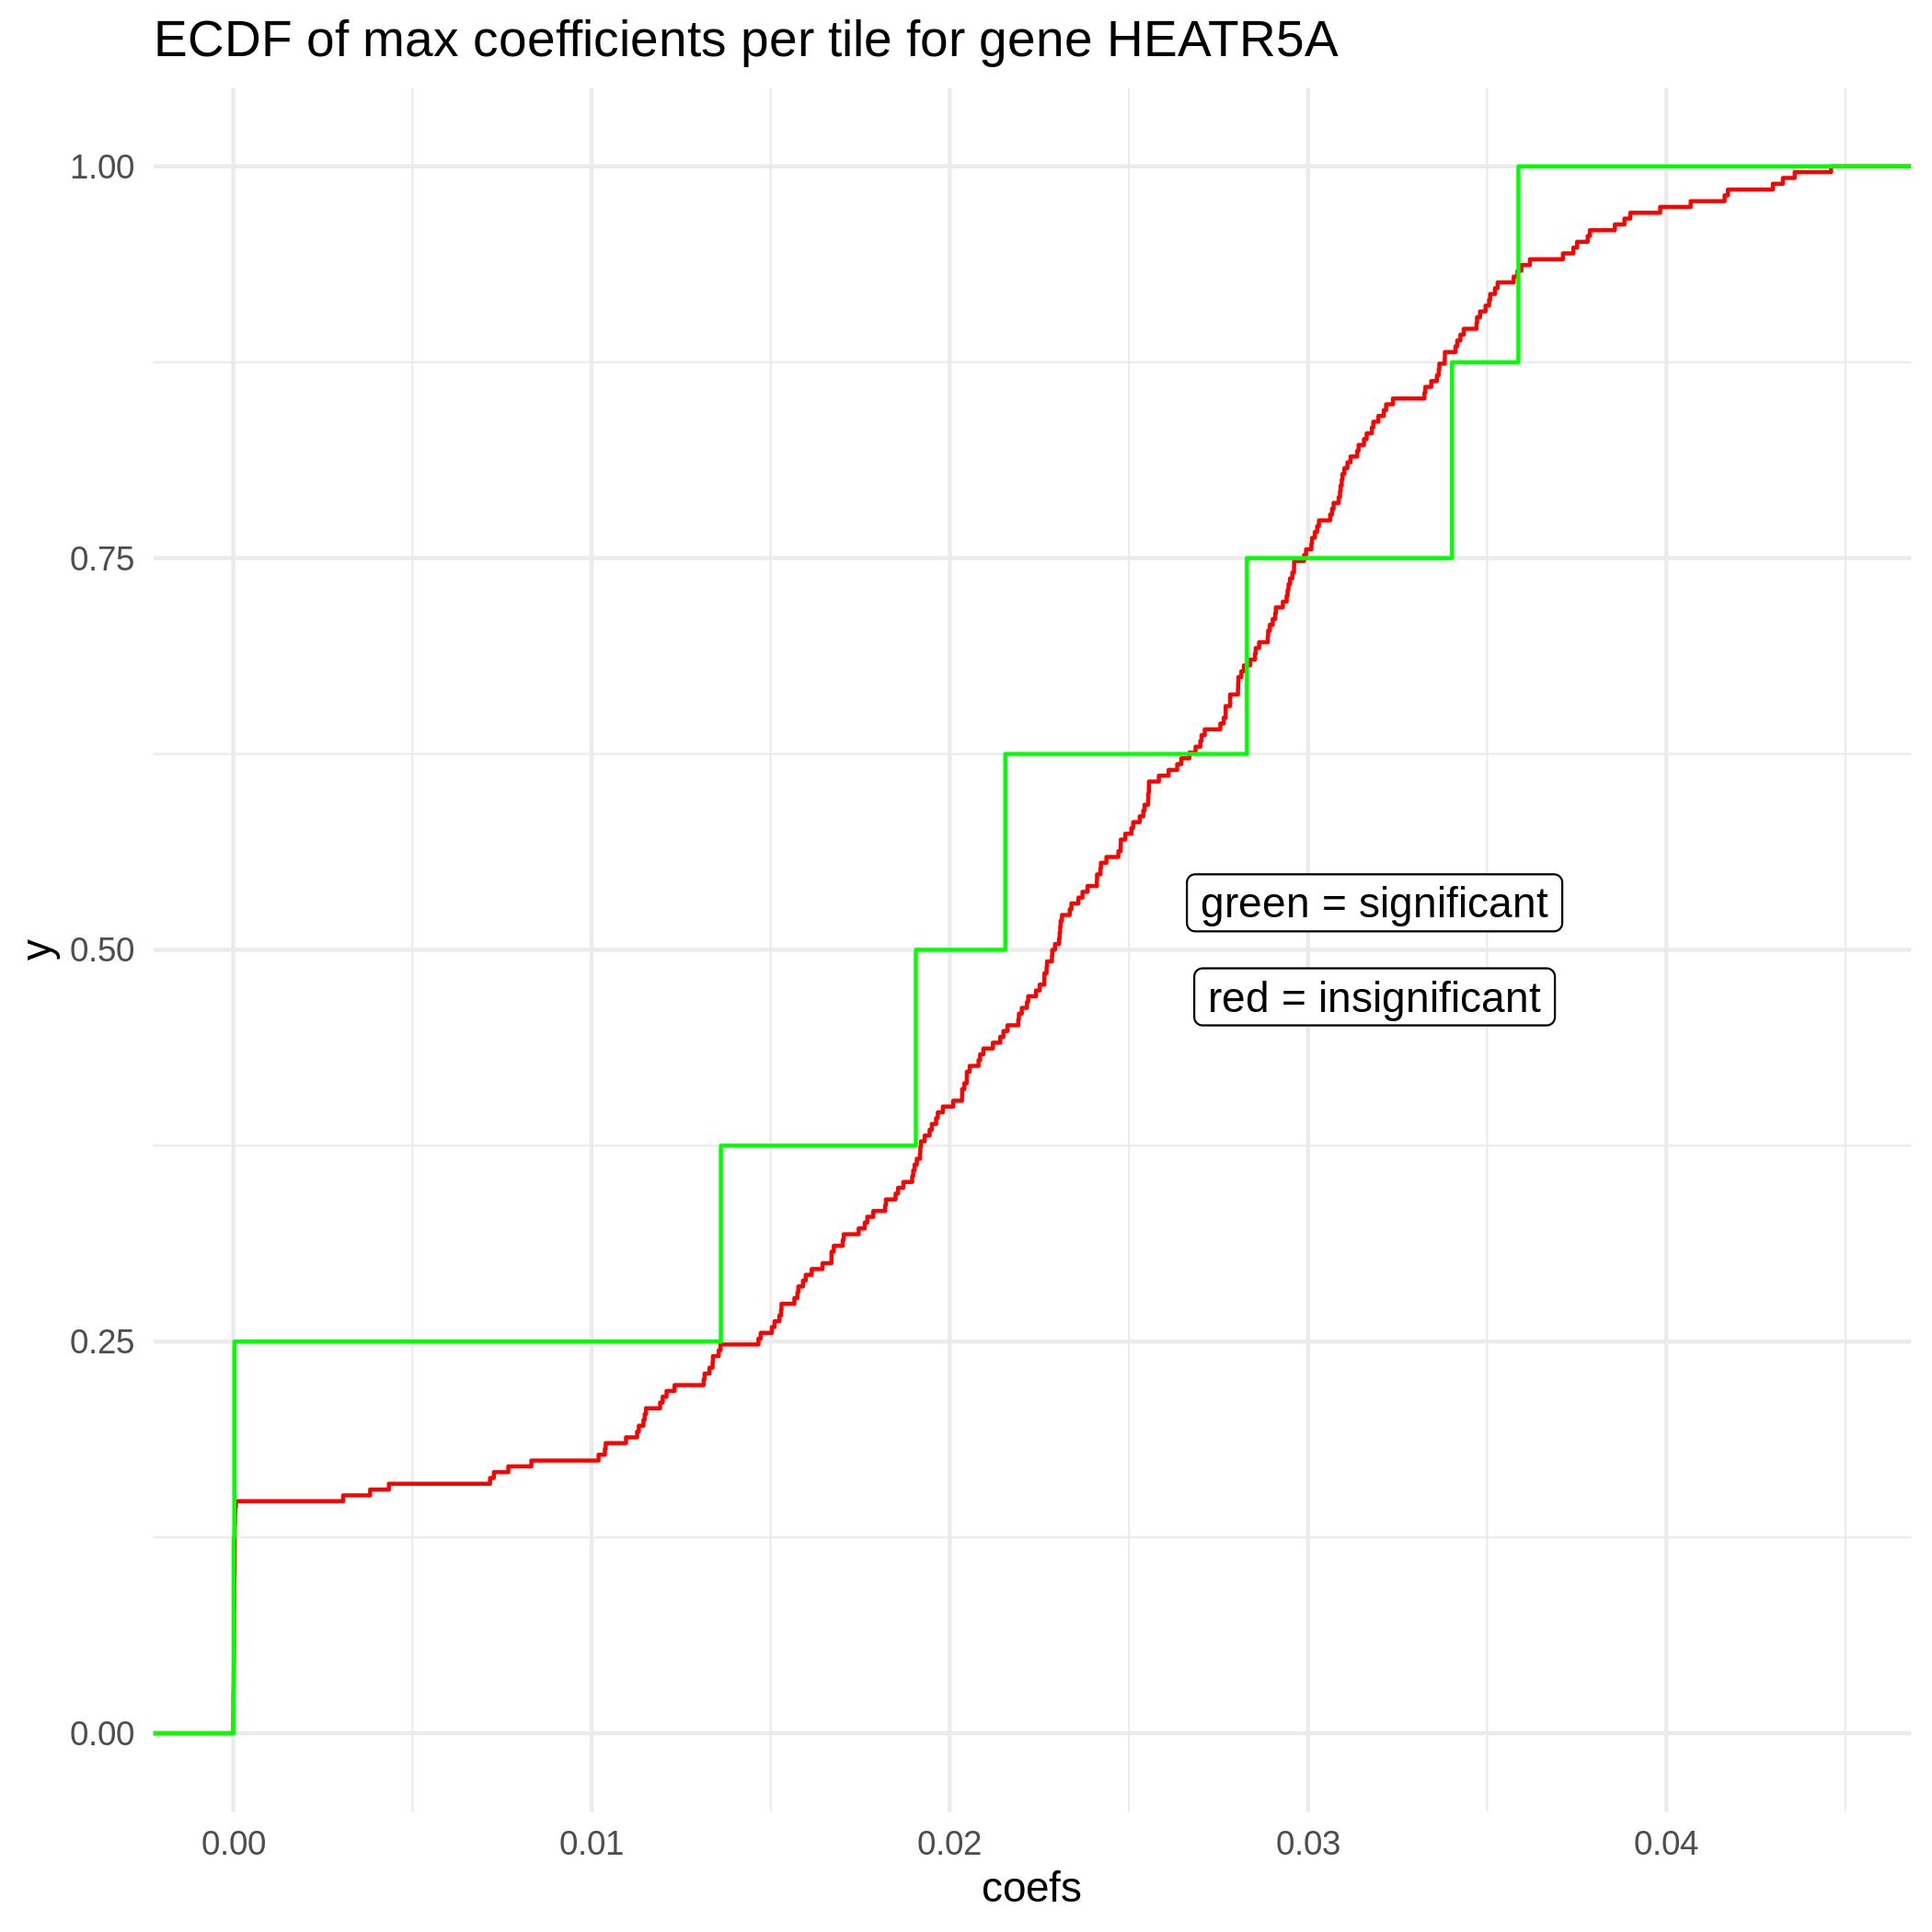 ECDF of max coefficients per tile for gene HEATR5A
1.00
0.75
0.50
0.25
0.00
y
green = significant
red = insignificant
0.00 0.01 0.02 0.03 0.04
coefs